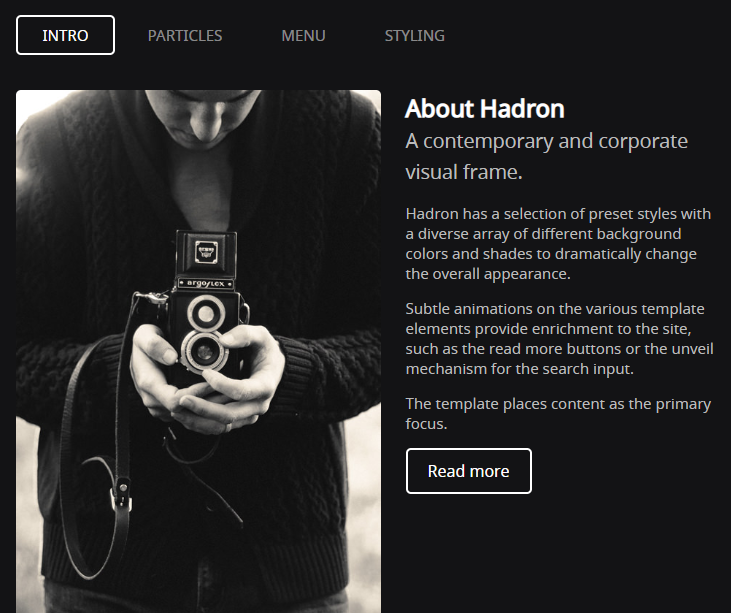 INTRO PARTICLES MENU STYLING
About Hadron
A contemporary and corporate
visual frame.
Hadron has a selection of preset styles with
a diverse array of different background
colors and shades to dramatically change
the overall appearance.
Subtle animations on the various template
elements provide enrichment to the site,
such as the read more buttons or the unveil
mechanism for the search input.
The template places content as the primary
focus.
Read more
argoflex